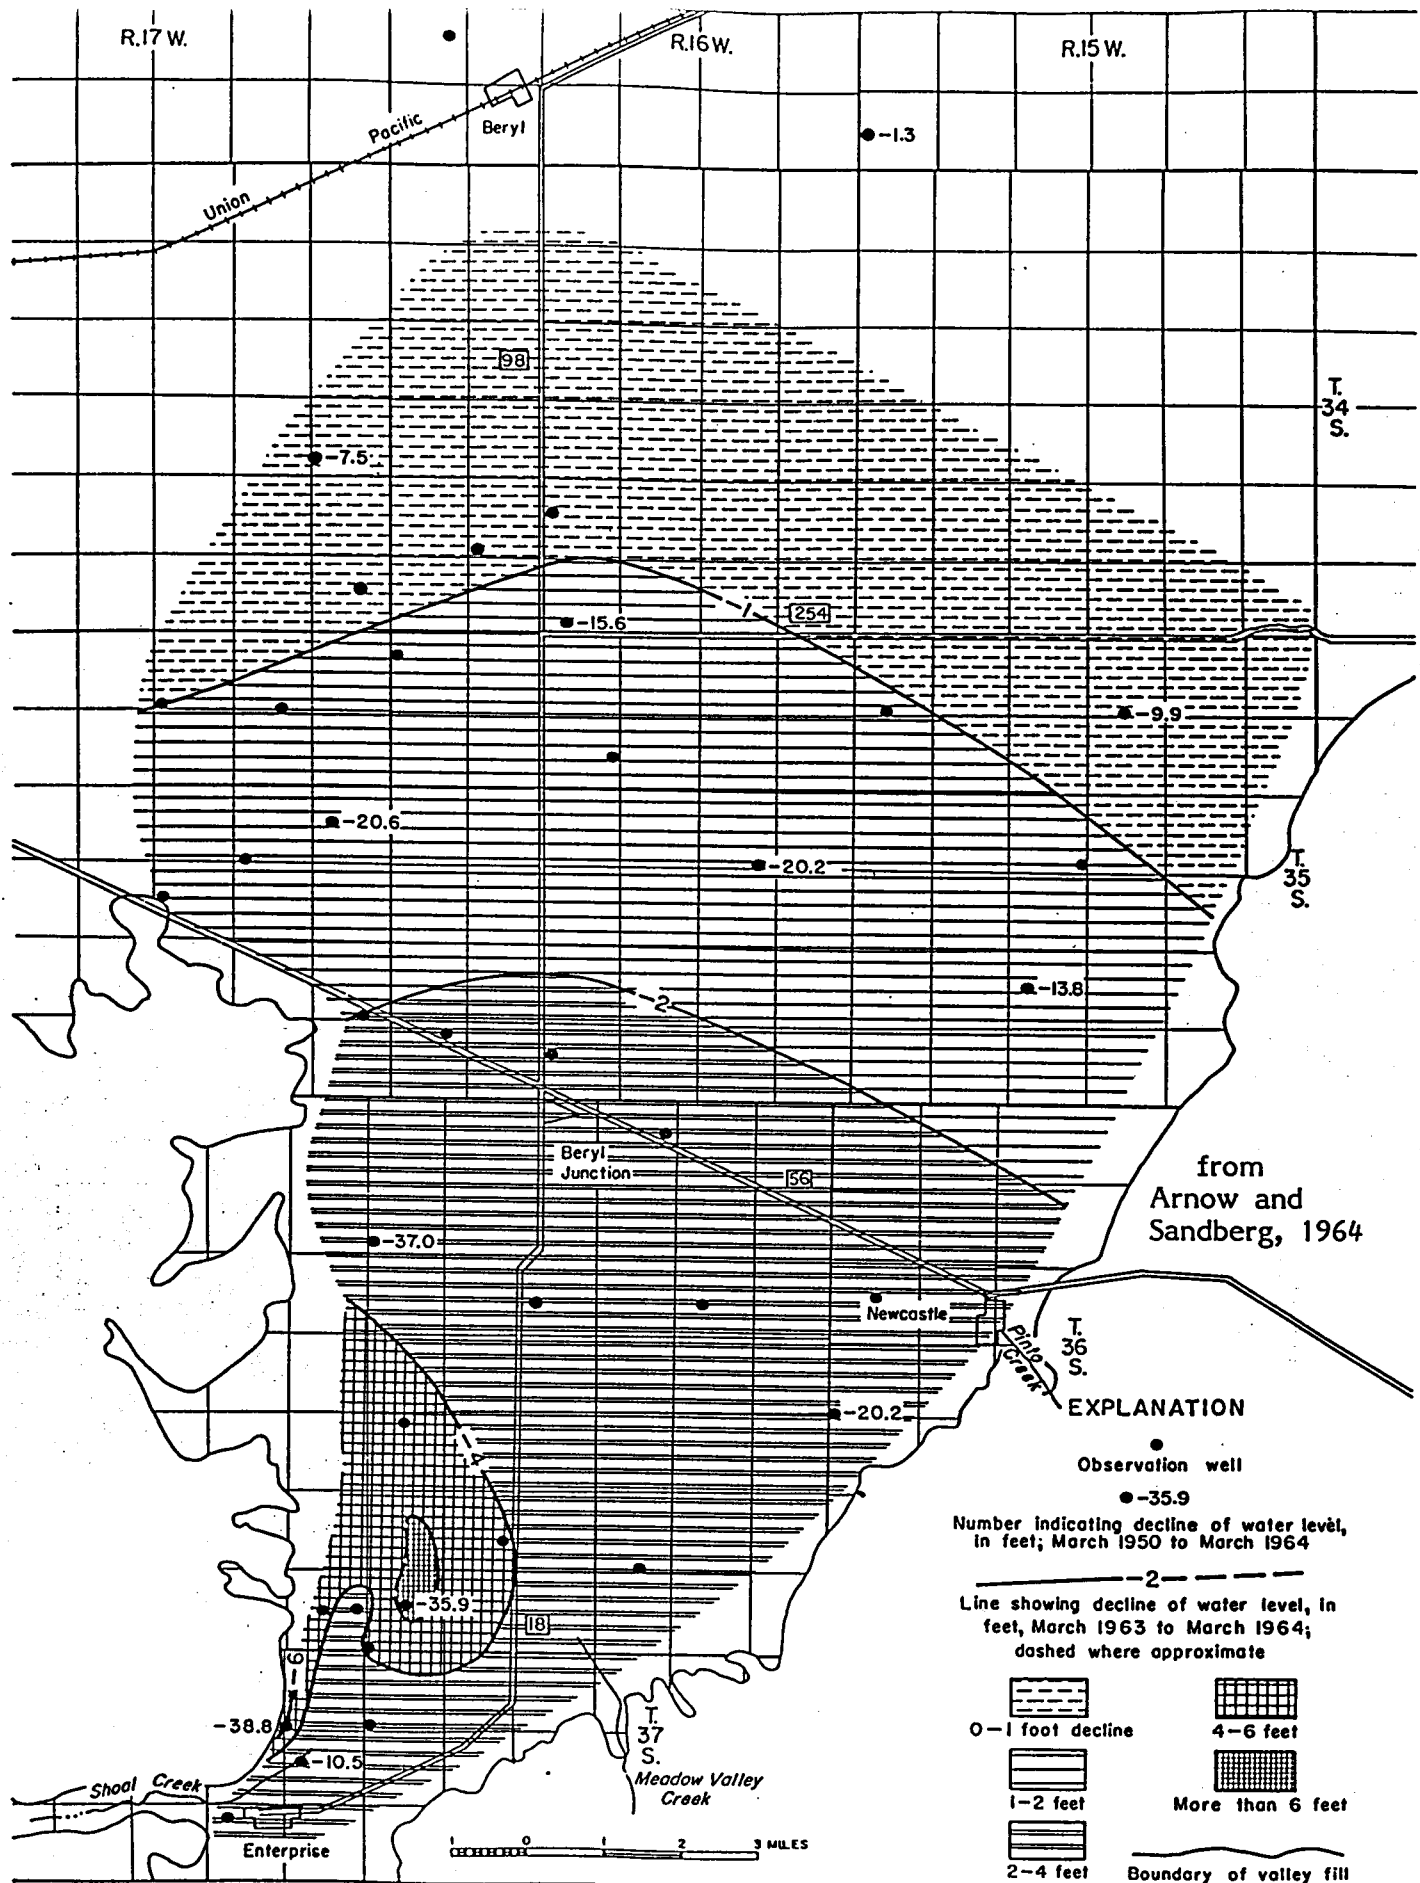 R.17 W.
R.16 W.
R.15 W.
Beryl
Pacific
Union
-1.3
98
T.
34
S.
-7.5
1
254
-15.6
-9.9
-20.6
-20.2
T.
35
S.
-13.8
-2
Beryl
Junction
56
from
Arnow and
Sandberg, 1964
-37.0
Newcastle
Pinto
Creek
T.
36
S.
-20.2
-4
-35.9
18
-6
-38.8
-10.5
T.
37
S.
Meadow Valley
Creek
Shoal Creek
Enterprise
1 0 1 2 3 MILES
EXPLANATION
Observation well
-35.9
Number indicating decline of water level,
in feet; March 1950 to March 1964
-2
Line showing decline of water level, in
feet, March 1963 to March 1964;
dashed where approximate
0-1 foot decline
4-6 feet
1-2 feet
More than 6 feet
2-4 feet
Boundary of valley fill